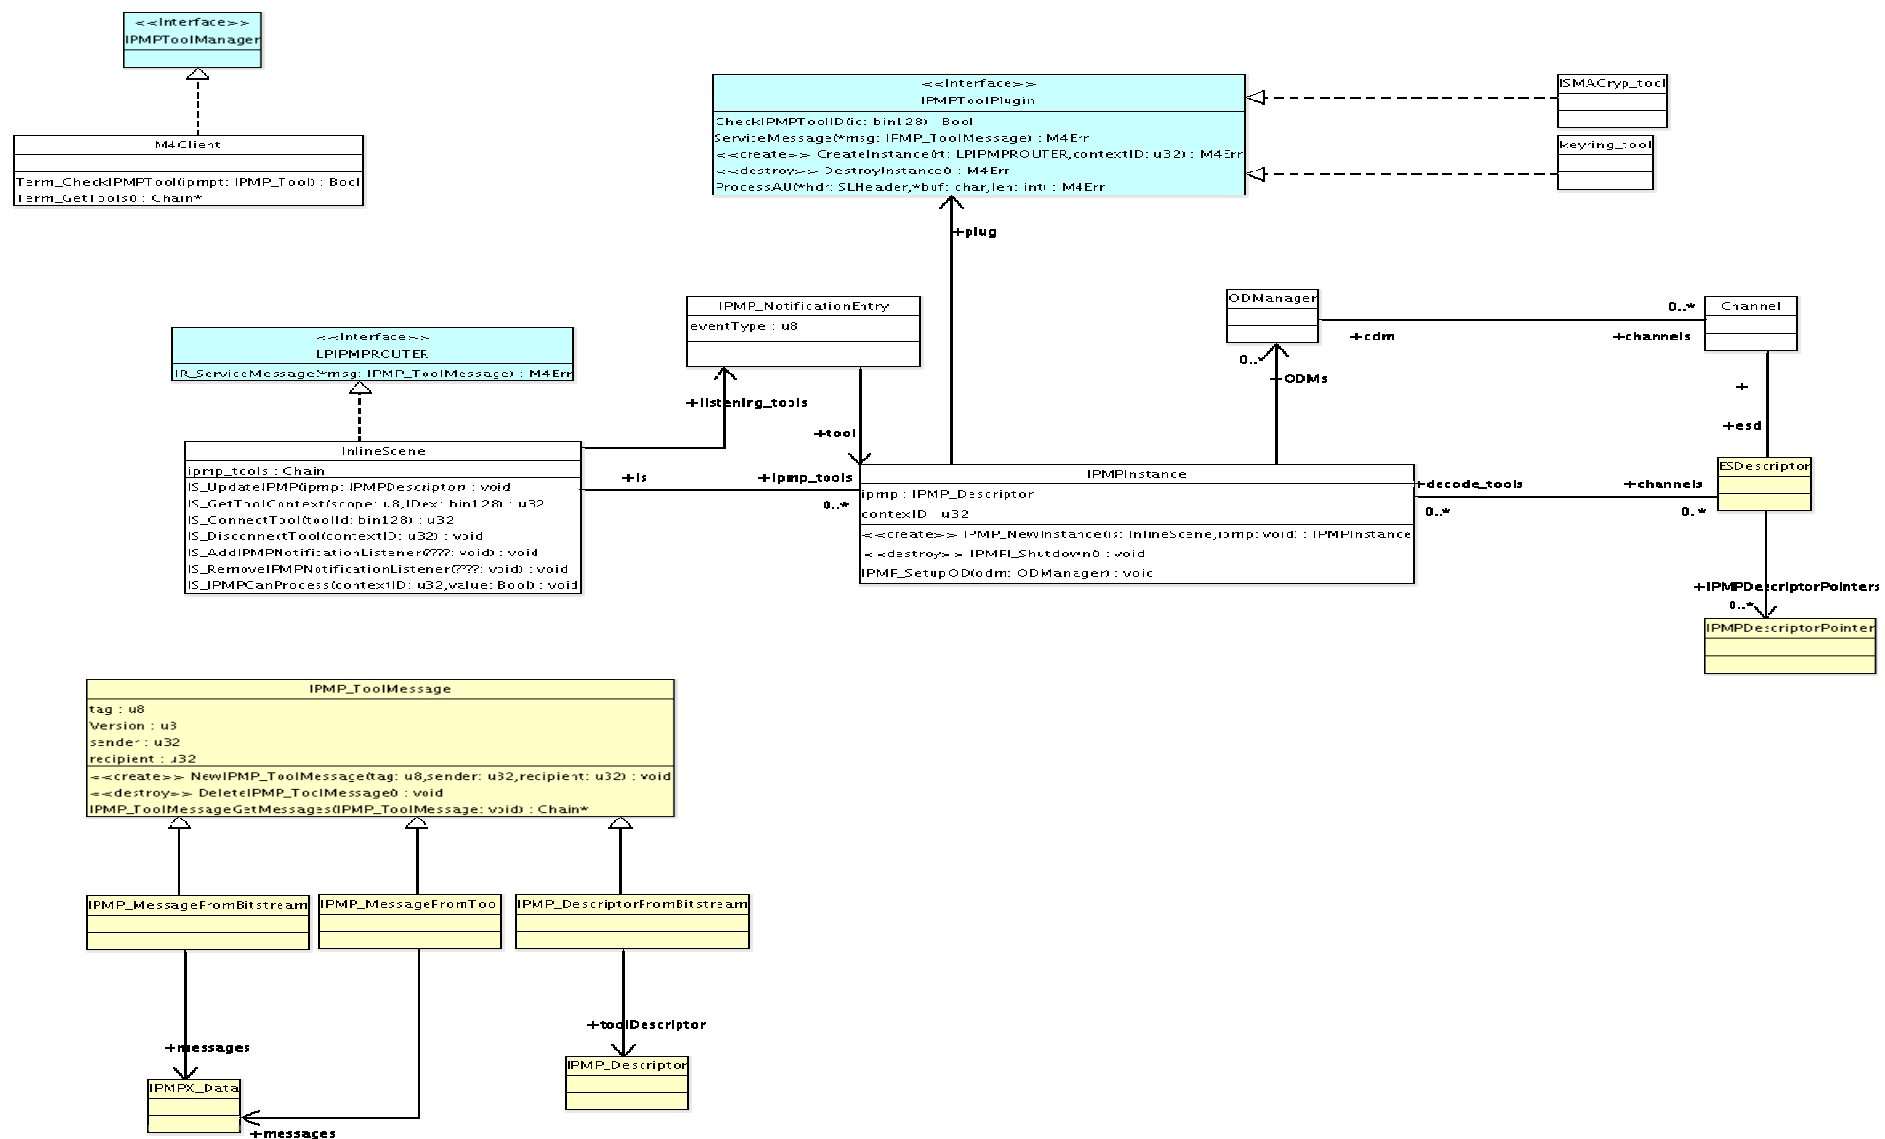 <<Interface>>
IPMPToolManager
M4Client
Term_CheckIPMPTool(ipmpt: IPMP_Tool) : Bool
Term_GetTools() : Chain*
<<Interface>>
IPMPToolPlugin
CheckIPMPToolID(ic: bin128) : Bool
ServiceMessage(*msg: IPMP_ToolMessage) : M4Err
<<create>> CreateInstance(rt: LPIPMPROUTER,contextID: u32) : M4Err
<<destroy>> DestroyInstance() : M4Err
ProcessAU(*hdr: SLHeader,*buf: char,len: int) : M4Err
ISMACryp_tool
keyring_tool
+plug
<<Interface>>
LPIPMPROUTER
IR_ServiceMessage(*msg: IPMP_ToolMessage) : M4Err
IPMP_NotificationEntry
eventType : u8
+listening_tools
+tool
ODManager
0..*
+ODMs
+odm
0..*
+channels
Channel
+
+esd
InlineScene
ipmp_tools : Chain
IS_UpdateIPMP(ipmp: IPMPDescriptor) : void
IS_GetToolContext(scope: u8,IDex: bin128) : u32
IS_ConnectTool(toolId: bin128) : u32
IS_DisconnectTool(contextID: u32) : void
IS_AddIPMPNotificationListener(????: void) : void
IS_RemoveIPMPNotificationListener(????: void) : void
IS_IPMPCanProcess(contextID: u32,value: Bool) : void
+is
+ipmp_tools
0..*
IPMPInstance
ipmp : IPMP_Descriptor
contexID : u32
<<create>> IPMP_NewInstance(is: InlineScene,ipmp: void) : IPMPInstance
<<destroy>> IPMPI_Shutdown() : void
IPMP_SetupOD(odm: ODManager) : void
+decode_tools
0..*
+channels
0..*
ESDescriptor
+IPMPDescriptorPointers
0..*
IPMPDescriptorPointer
IPMP_ToolMessage
tag : u8
Version : u8
sender : u32
recipient : u32
<<create>> NewIPMP_ToolMessage(tag: u8,sender: u32,recipient: u32) : void
<<destroy>> DeleteIPMP_ToolMessage() : void
IPMP_ToolMessageGetMessages(IPMP_ToolMessage: void) : Chain*
IPMP_MessageFromBitstream
IPMP_MessageFromTool
IPMP_DescriptorFromBitstream
+messages
+toolDescriptor
IPMPX_Data
IPMP_Descriptor
+messages